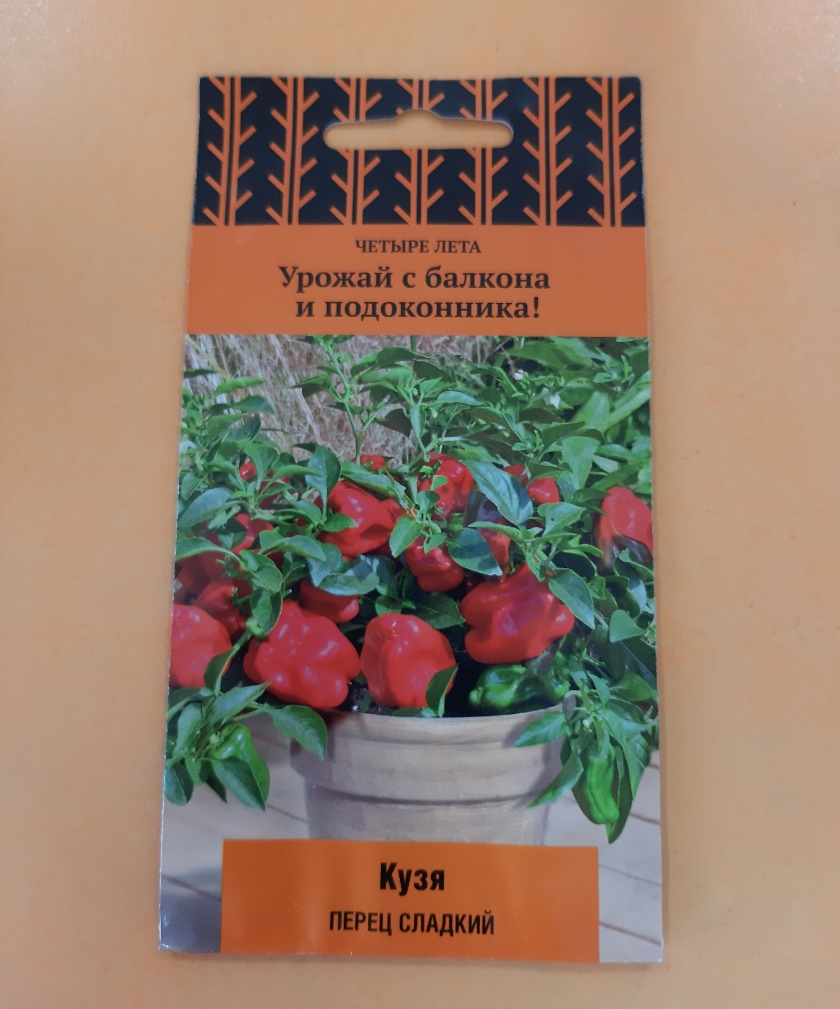 ЧЕТЫРЕ ЛЕТА
Урожай с балкона
и подоконника!
Кузя
ПЕРЕЦ СЛАДКИЙ